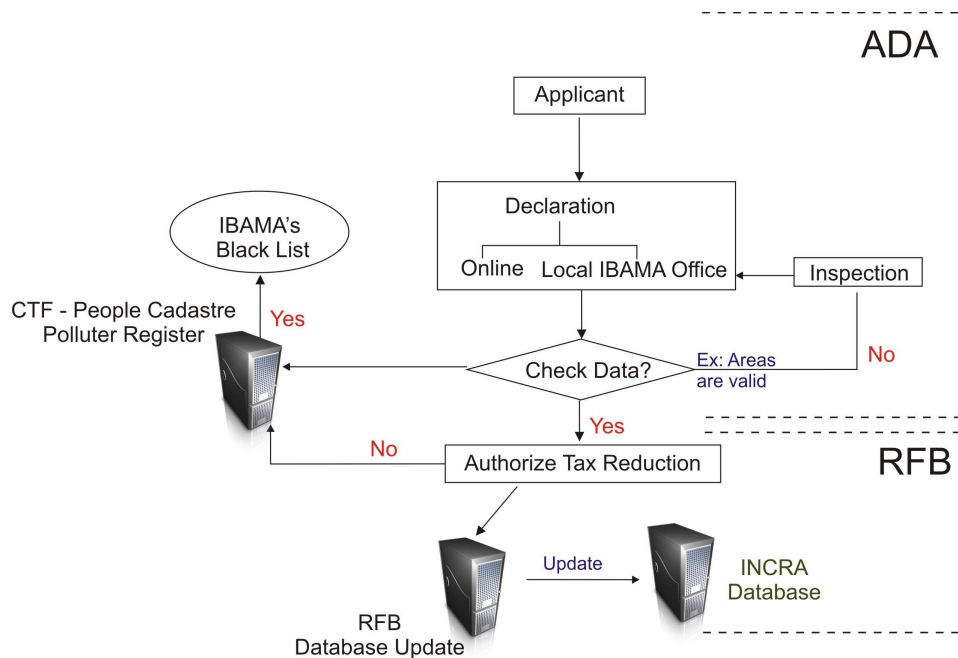 ADA
Applicant
Declaration
Online
Local IBAMA Office
Inspection
IBAMA's
Black List
CTF - People Cadastre
Polluter Register
Yes
Check Data?
Ex: Areas
are valid
No
Yes
RFB
No
Authorize Tax Reduction
Update
INCRA
Database
RFB
Database Update